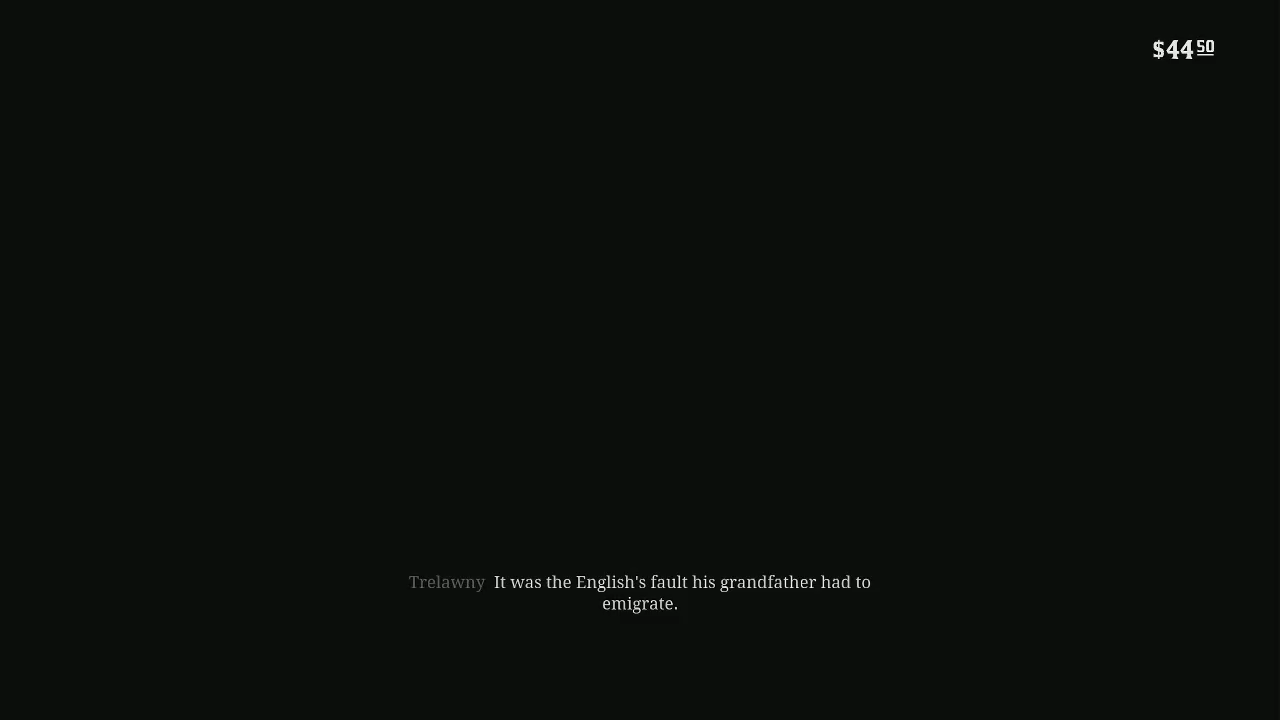 $44 50
Trelawny It was the English's fault his grandfather had to
emigrate.